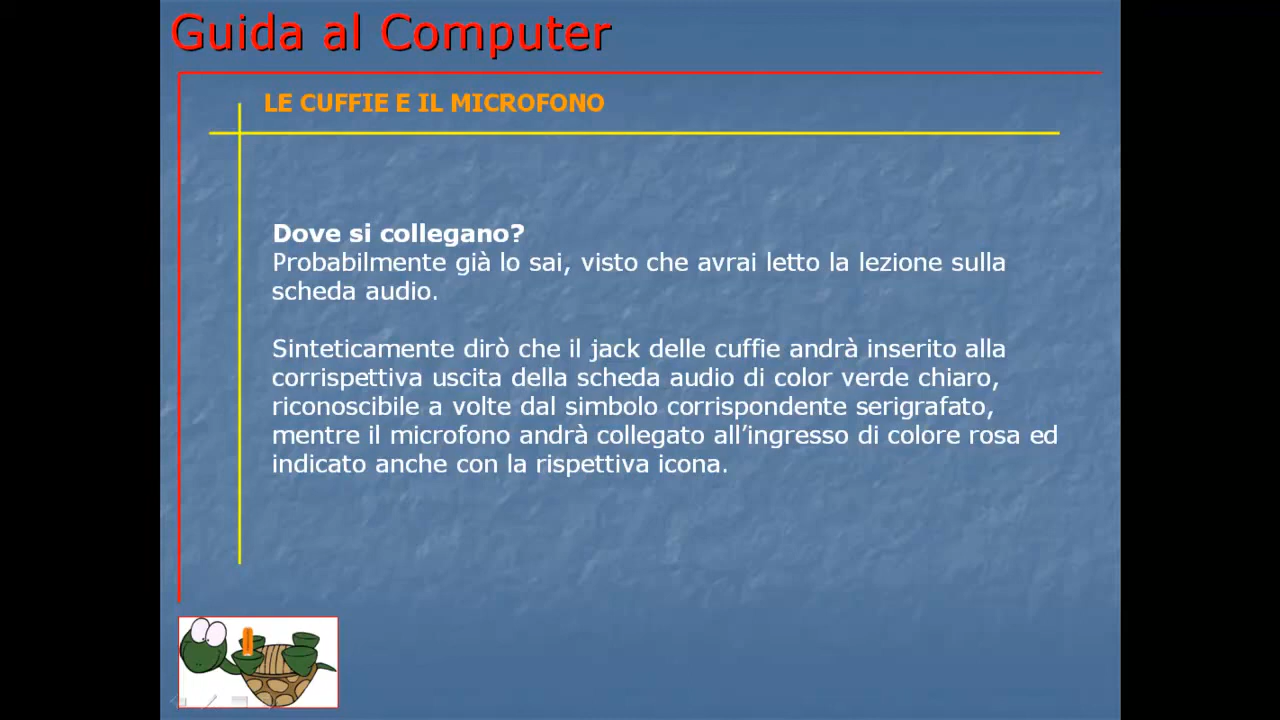 Guida al Computer
LE CUFFIE E IL MICROFONO
Dove si collegano?
Probabilmente già lo sai, visto che avrai letto la lezione sulla
scheda audio.
Sinteticamente dirò che il jack delle cuffie andrà inserito alla
corrispettiva uscita della scheda audio di color verde chiaro,
riconoscibile a volte dal simbolo corrispondente serigrafato,
mentre il microfono andrà collegato all’ingresso di colore rosa ed
indicato anche con la rispettiva icona.